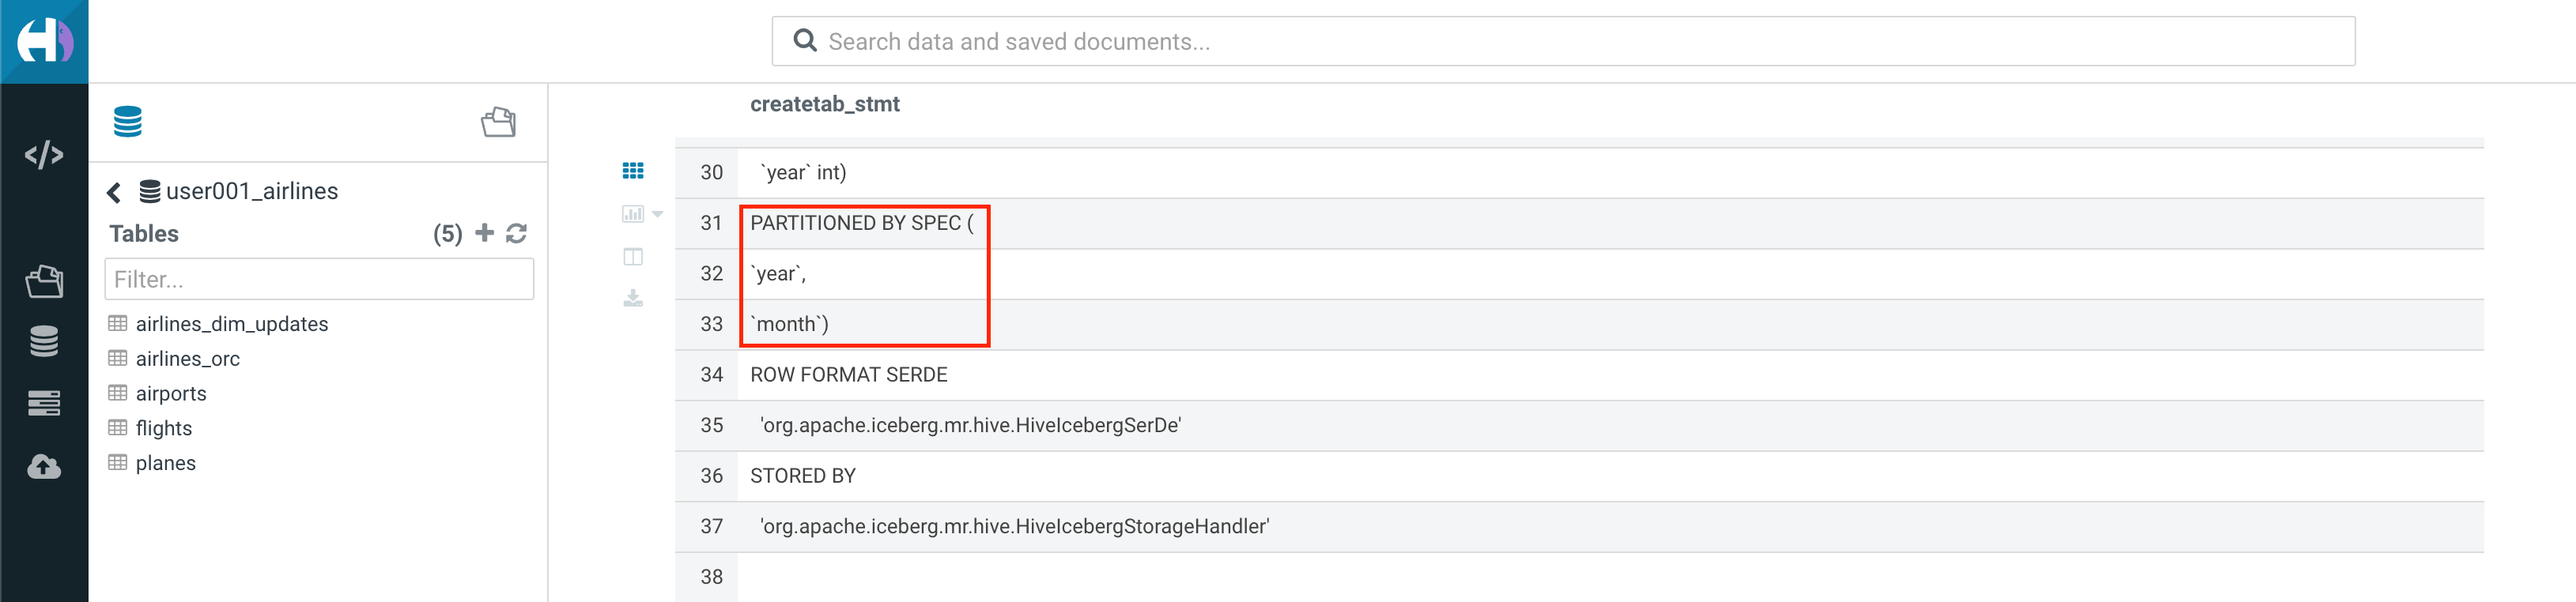 Search data and saved documents...
user001_airlines
Tables (5)
Filter...
airlines_dim_updates
airlines_orc
airports
flights
planes
createtab_stmt
30 `year` int)
31 PARTITIONED BY SPEC (
32 `year`,
33 `month`)
34 ROW FORMAT SERDE
35 'org.apache.iceberg.mr.hive.HiveIcebergSerDe'
36 STORED BY
37 'org.apache.iceberg.mr.hive.HiveIcebergStorageHandler'
38